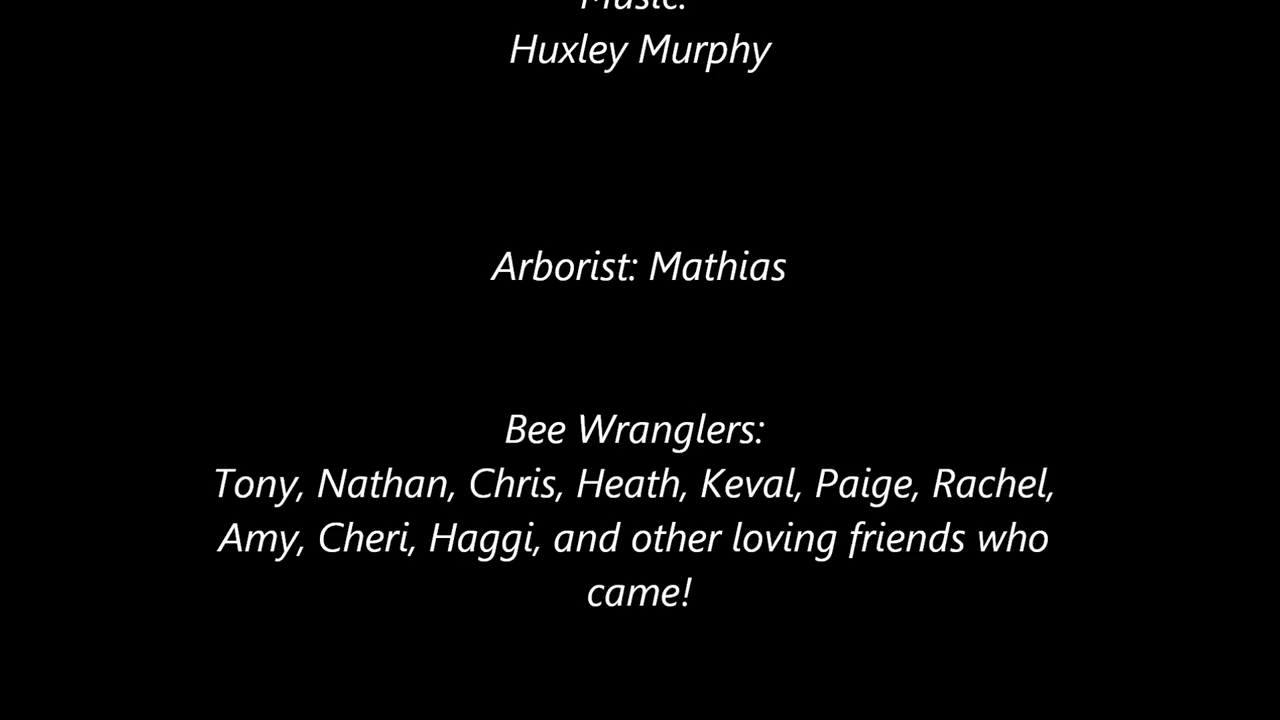 Music:
Huxley Murphy
Arborist: Mathias
Bee Wranglers:
Tony, Nathan, Chris, Heath, Keval, Paige, Rachel,
Amy, Cheri, Haggi, and other loving friends who
came!